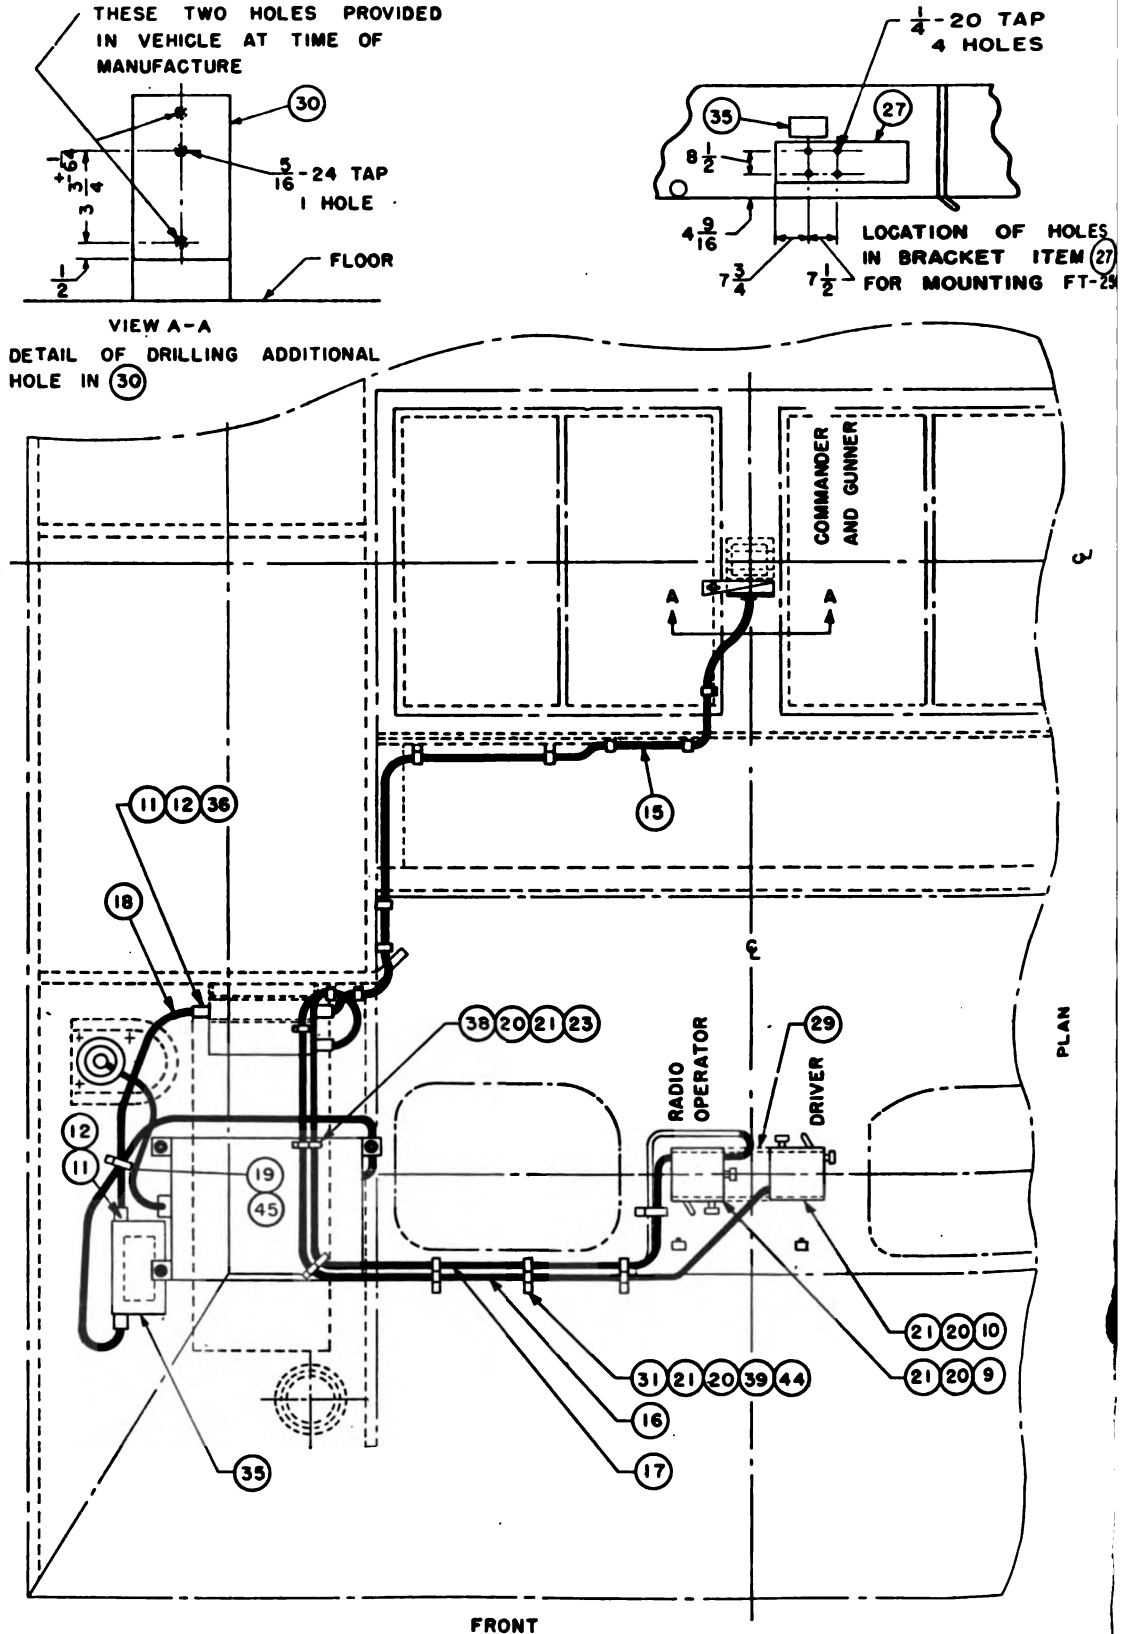 THESE TWO HOLES PROVIDED
IN VEHICLE AT TIME OF
MANUFACTURE
30
5/16-24 TAP
1 HOLE
3 3/4 ± 1/64
1/2
FLOOR
VIEW A-A
DETAIL OF DRILLING ADDITIONAL
HOLE IN 30
1/4-20 TAP
4 HOLES
35
27
8 1/2
4 9/16
7 3/4
7 1/2
LOCATION OF HOLES
IN BRACKET ITEM 27
FOR MOUNTING FT-25
COMMANDER
AND GUNNER
A A
15
11 12 36
18
38 20 21 23
RADIO
OPERATOR
29
DRIVER
PLAN
12
11
19
45
21 20 10
21 20 9
31 21 20 39 44
16
17
35
FRONT